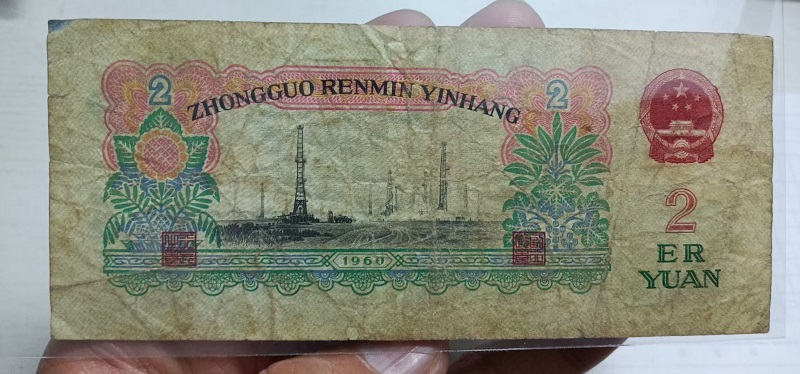 2
2
ZHONGGUO RENMIN YINHANG
1960
2
ER
YUAN